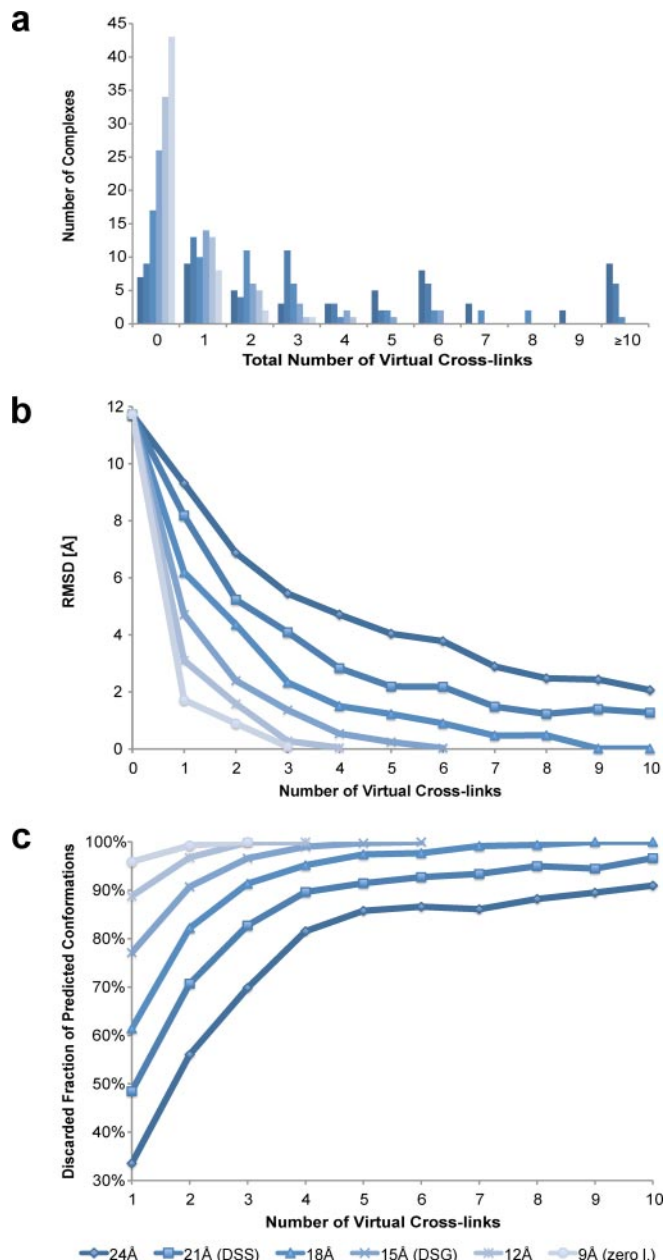 a
45
40
35
30
25
20
15
10
5
0
Number of Complexes
0 1 2 3 4 5 6 7 8 9 ≥10
Total Number of Virtual Cross-links
b
12
10
8
6
4
2
0
RMSD [Å]
0 1 2 3 4 5 6 7 8 9 10
Number of Virtual Cross-links
c
100%
90%
80%
70%
60%
50%
40%
30%
Discarded Fraction of Predicted Conformations
1 2 3 4 5 6 7 8 9 10
Number of Virtual Cross-links
24Å 21Å (DSS) 18Å 15Å (DSG) 12Å 9Å (zero l.)